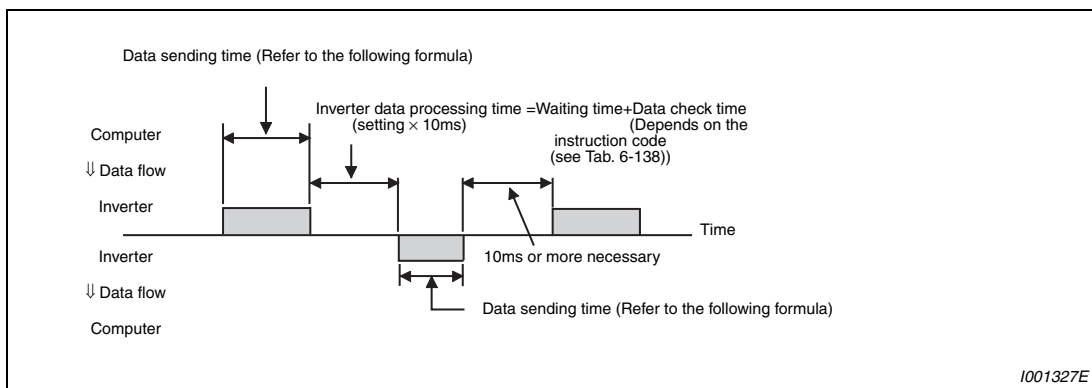 Data sending time (Refer to the following formula)
Inverter data processing time =Waiting time+Data check time
(setting × 10ms)
(Depends on the
instruction code
(see Tab. 6-138))
Computer
⇓ Data flow
Inverter
Time
Inverter
10ms or more necessary
⇓ Data flow
Data sending time (Refer to the following formula)
Computer
I001327E